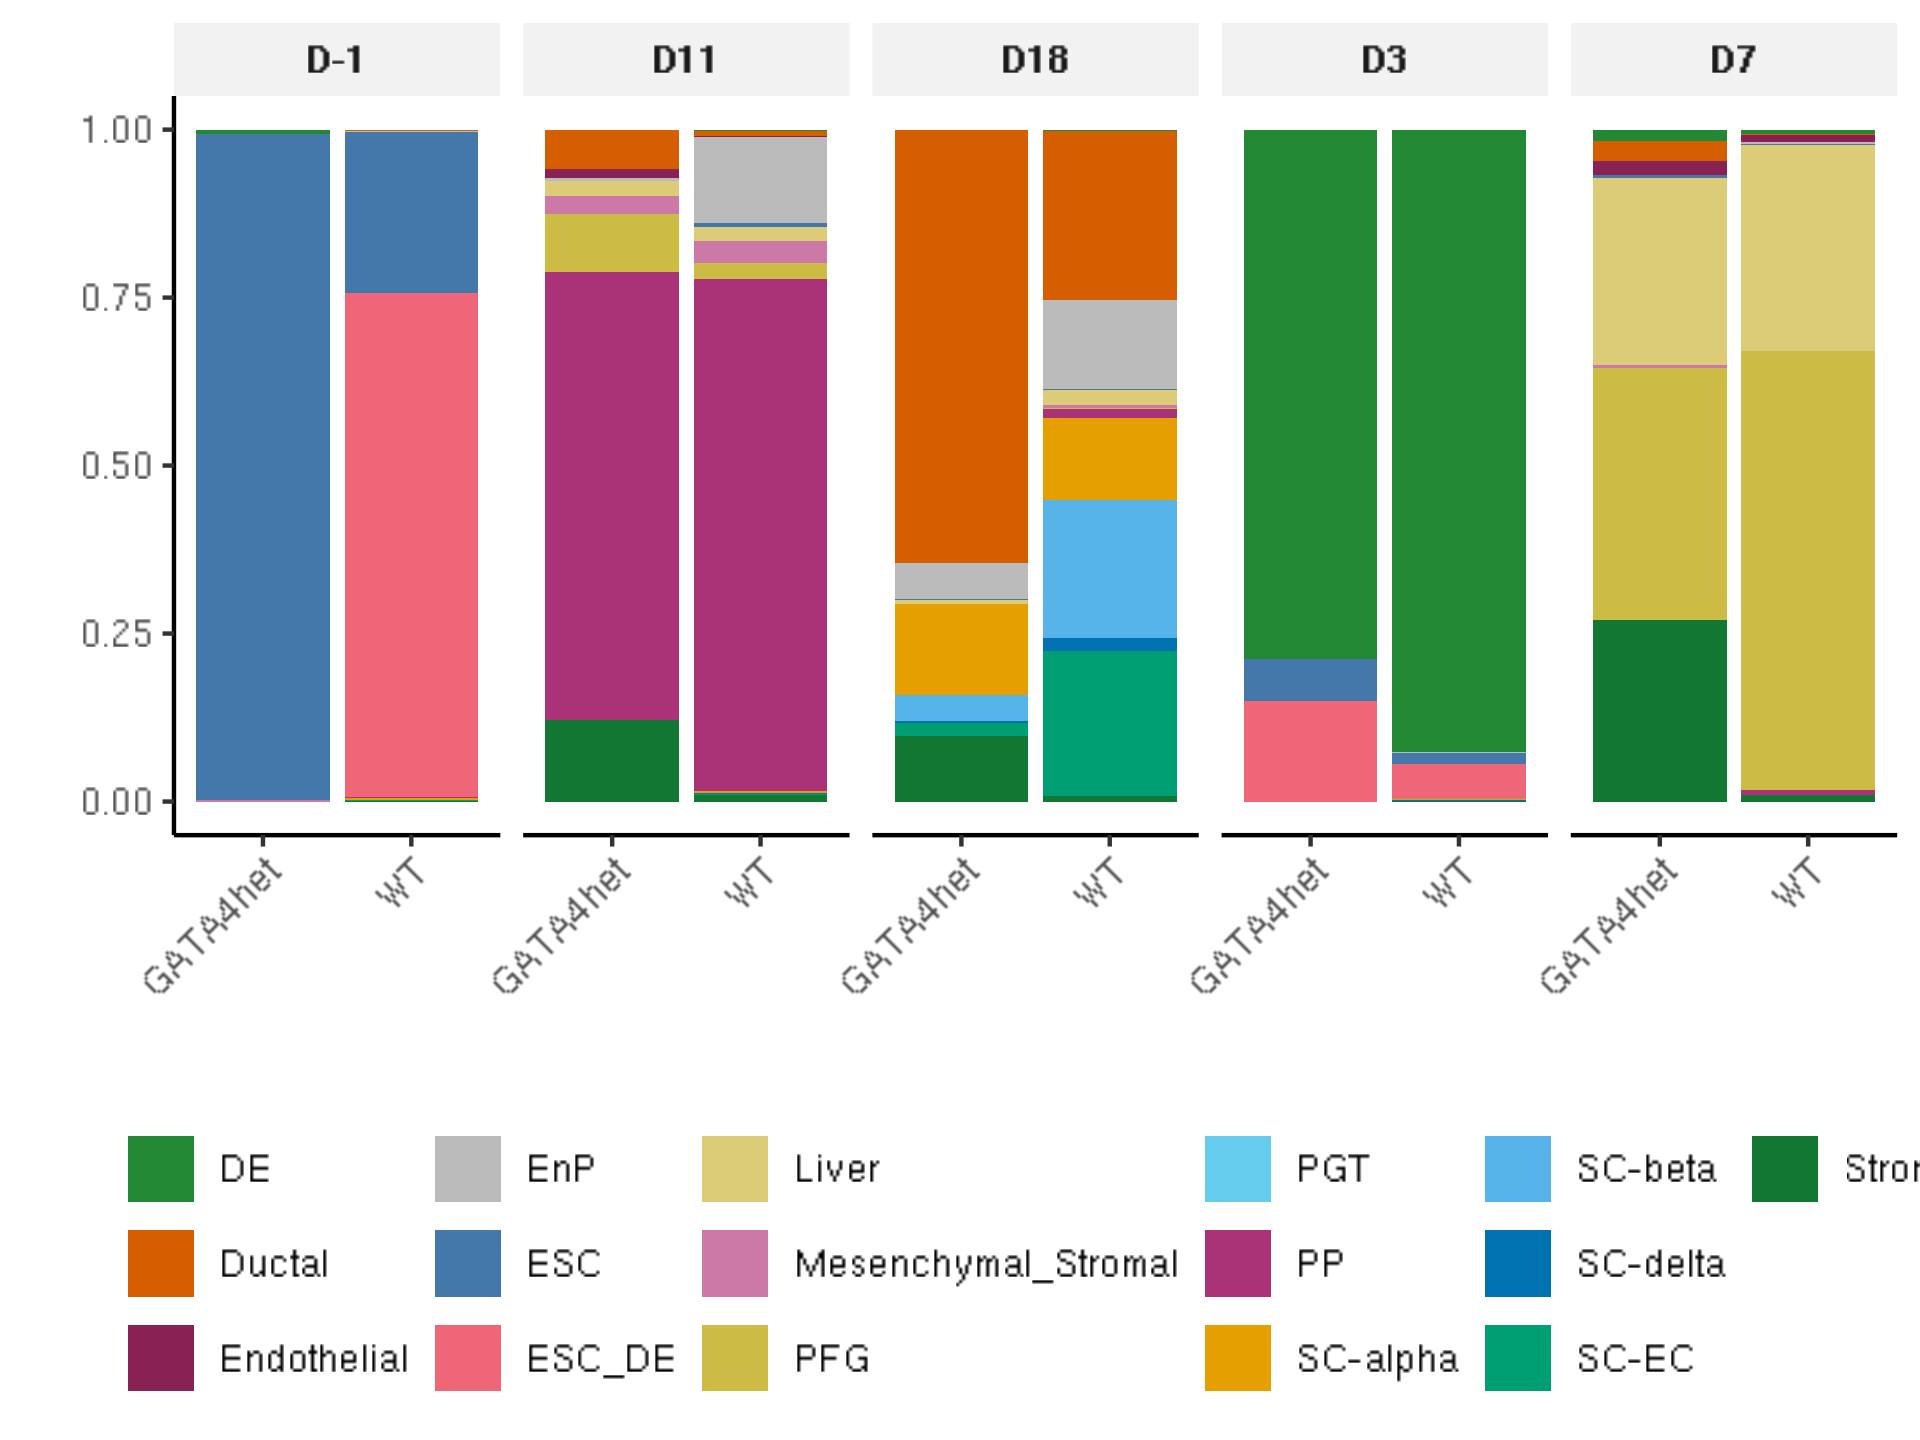 D-1 D11 D18 D3 D7
1.00
0.75
0.50
0.25
0.00
GATA4het WT GATA4het WT GATA4het WT GATA4het WT GATA4het WT
DE EnP Liver PGT SC-beta
Ductal ESC Mesenchymal_Stromal PP SC-delta
Endothelial ESC_DE PFG SC-alpha SC-EC